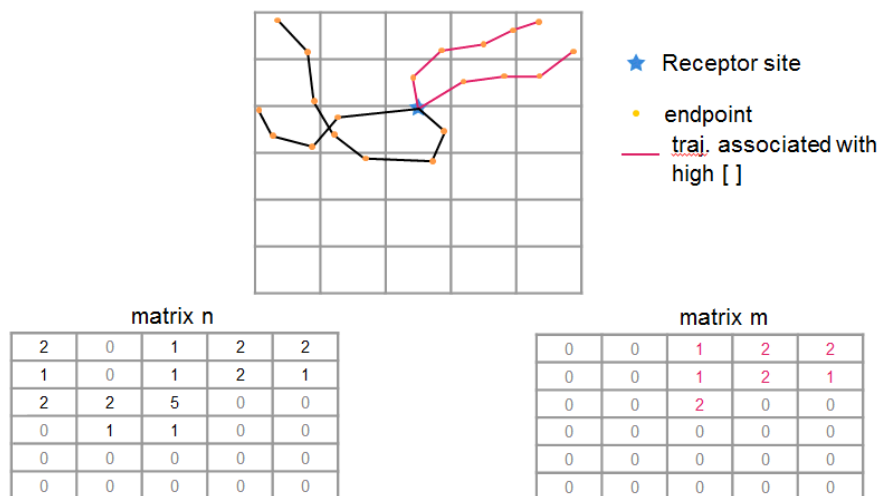 Receptor site
endpoint
traj. associated with
high [ ]
matrix n
2 0 1 2 2
1 0 1 2 1
2 2 5 0 0
0 1 1 0 0
0 0 0 0 0
0 0 0 0 0
matrix m
0 0 1 2 2
0 0 1 2 1
0 0 2 0 0
0 0 0 0 0
0 0 0 0 0
0 0 0 0 0